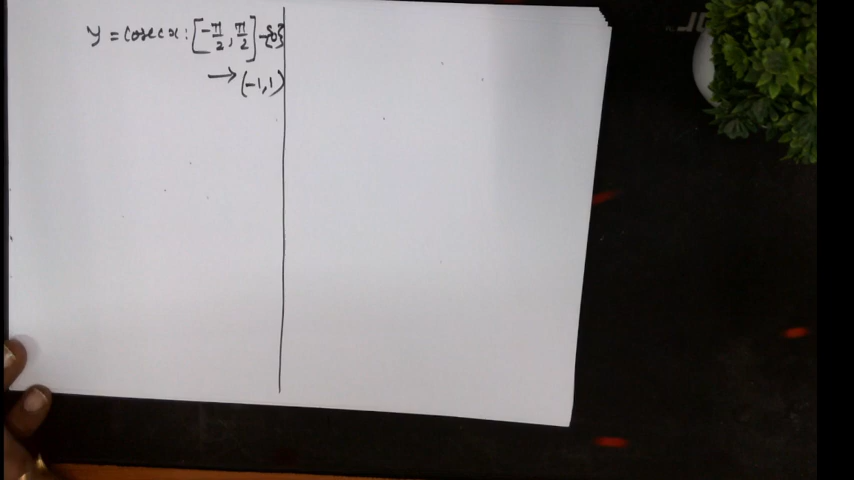 y = cosec x : [-π/2, π/2] - {0}
→ (-1, 1)